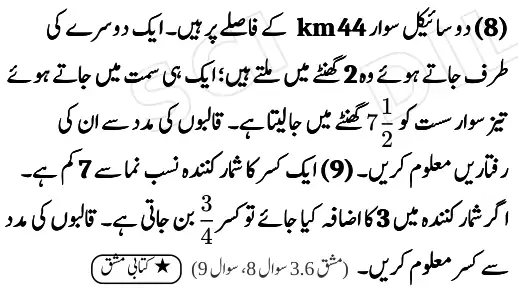 (8) دو سائیکل سوار 44 km کے فاصلے پر ہیں۔ ایک دوسرے کی
طرف جاتے ہوئے وہ 2 گھنٹے میں ملتے ہیں؛ ایک ہی سمت میں جاتے ہوئے
تیز سوار سست کو 7 1/2 گھنٹے میں جا لیتا ہے۔ قالبوں کی مدد سے ان کی
رفتاریں معلوم کریں۔ (9) ایک کسر کا شمار کنندہ نسب نما سے 7 کم ہے۔
اگر شمار کنندہ میں 3 کا اضافہ کیا جائے تو کسر 3/4 بن جاتی ہے۔ قالبوں کی مدد
سے کسر معلوم کریں۔ (مشق 3.6 سوال 8، سوال 9) ★ کتابی مشق